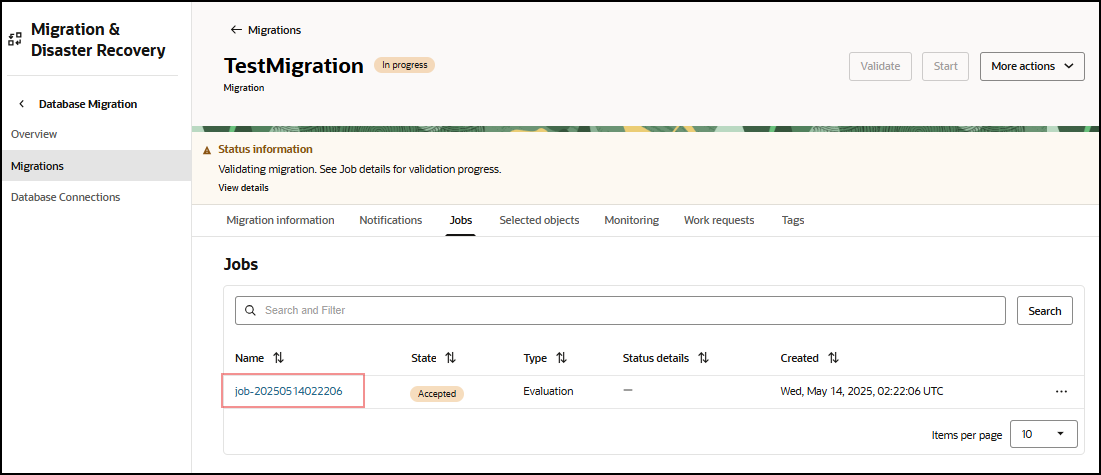 Migration &
Disaster Recovery
Database Migration
Overview
Migrations
Database Connections
Migrations
TestMigration In progress
Migration
Validate Start More actions
Status information
Validating migration. See Job details for validation progress.
View details
Migration information Notifications Jobs Selected objects Monitoring Work requests Tags
Jobs
Search and Filter Search
Name State Type Status details Created
job-20250514022206 Accepted Evaluation — Wed, May 14, 2025, 02:22:06 UTC
Items per page 10